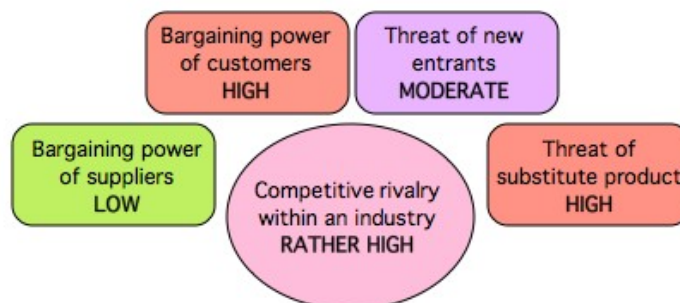 Bargaining power
of customers
HIGH
Threat of new
entrants
MODERATE
Bargaining power
of suppliers
LOW
Competitive rivalry
within an industry
RATHER HIGH
Threat of
substitute product
HIGH